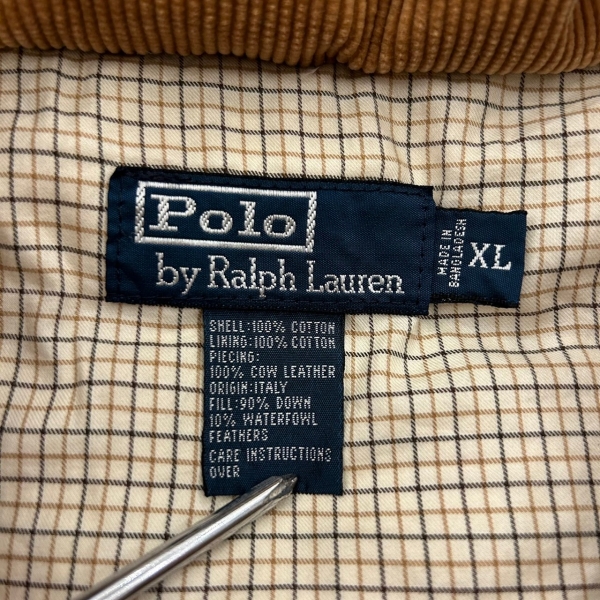 Polo
by Ralph Lauren
MADE IN
BANGLADESH
XL
SHELL:100% COTTON
LINING:100% COTTON
PIECING:
100% COW LEATHER
ORIGIN:ITALY
FILL:90% DOWN
10% WATERFOWL
FEATHERS
CARE INSTRUCTIONS
OVER